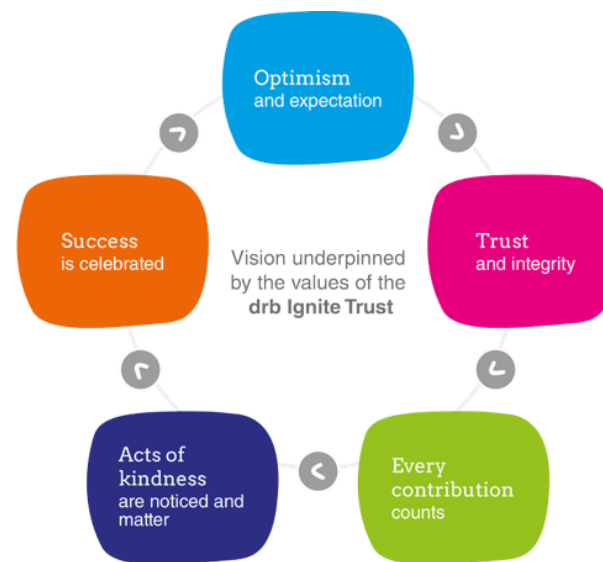 Optimism
and expectation
Trust
and integrity
Every
contribution
counts
Acts of
kindness
are noticed and
matter
Success
is celebrated
Vision underpinned
by the values of the
drb Ignite Trust